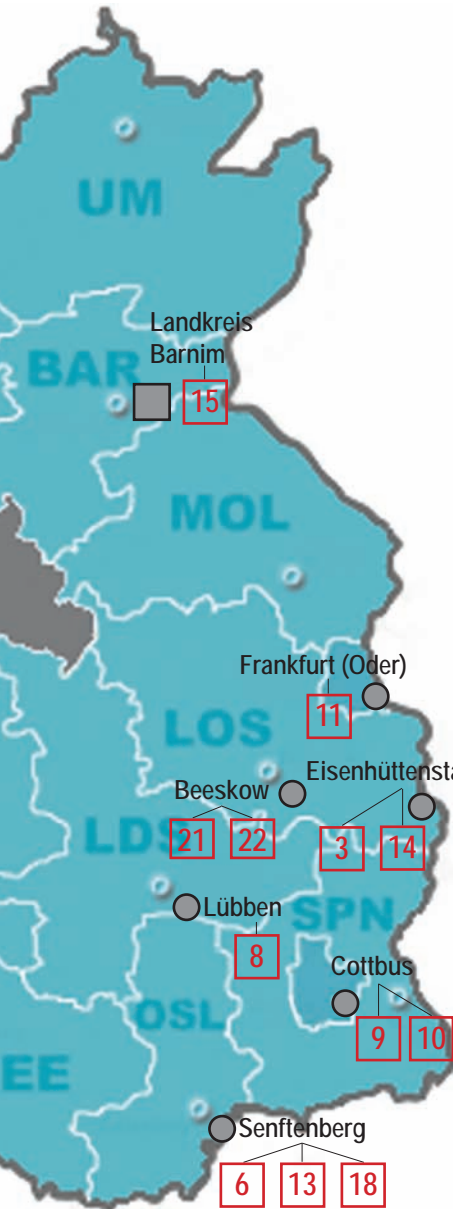 UM
Landkreis
Barnim
BAR
15
MOL
Frankfurt (Oder)
11
LOS
Beeskow
21 22
Eisenhüttensta
3 14
LDS
Lübben
8
SPN
Cottbus
9 10
OSL
EE
Senftenberg
6 13 18